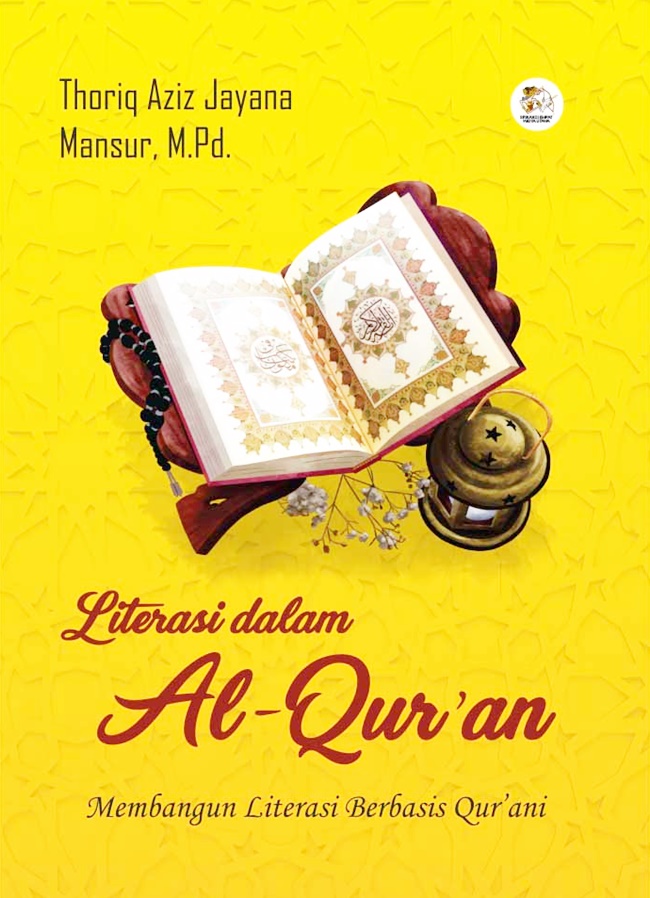 Thoriq Aziz Jayana
Mansur, M.Pd.
Literasi dalam
Al-Qur'an
Membangun Literasi Berbasis Qur'ani